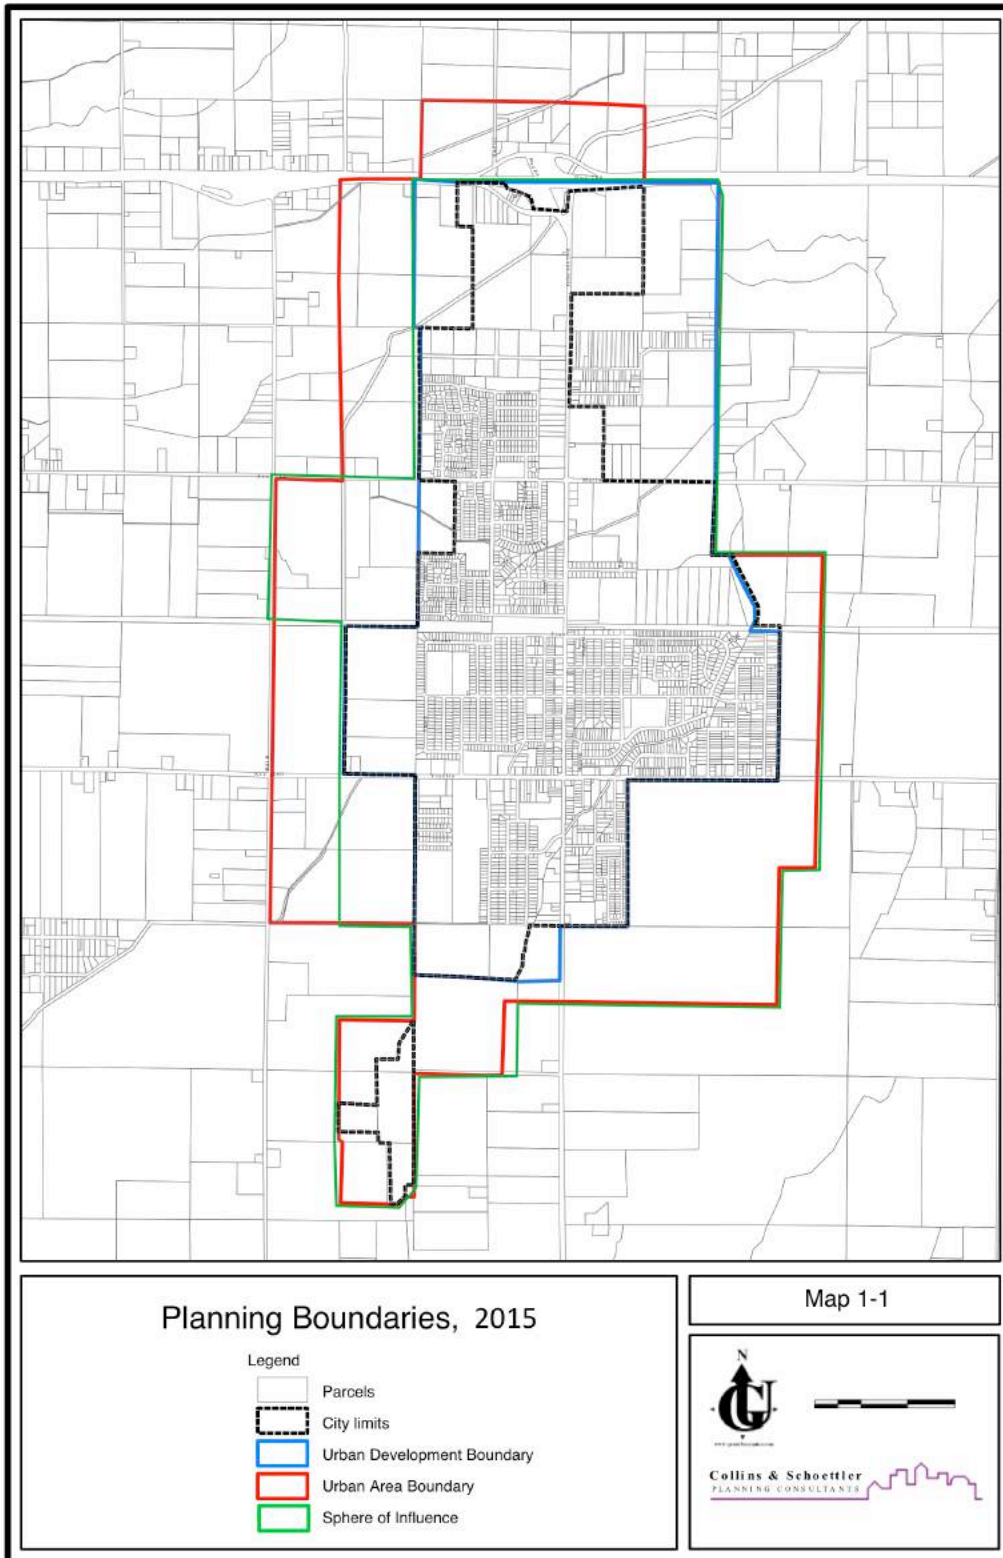 Planning Boundaries, 2015
Legend
Parcels
City limits
Urban Development Boundary
Urban Area Boundary
Sphere of Influence
Map 1-1
N
Collins & Schoettler
PLANNING CONSULTANTS